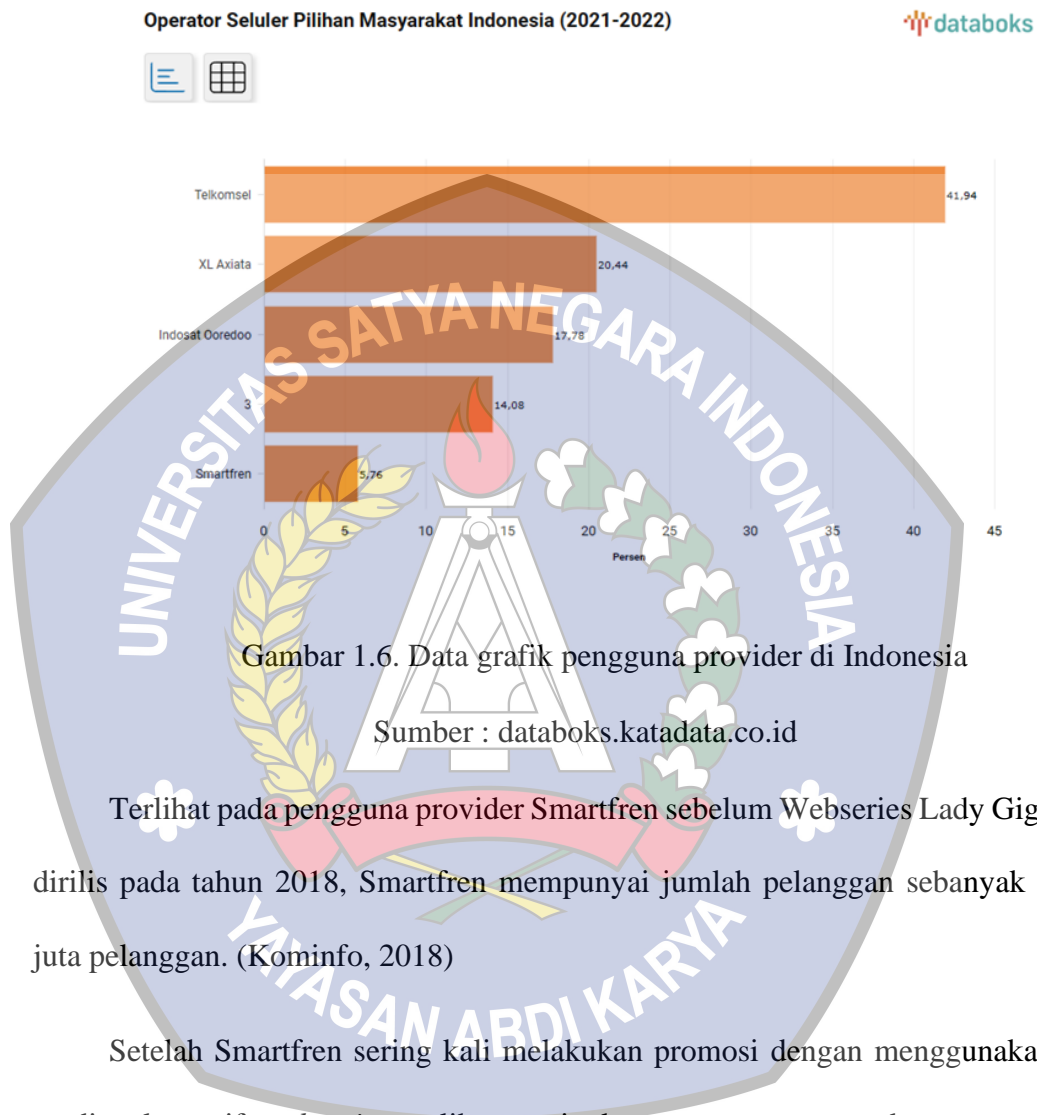 Operator Seluler Pilihan Masyarakat Indonesia (2021-2022)
databoks
Telkomsel
41,94
XL Axiata
20,44
Indosat Ooredoo
17,78
3
14,08
Smartfren
5,76
0 5 10 15 20 25 30 35 40 45
Persen
UNIVERSITAS SATYA NEGARA INDONESIA
YAYASAN ABDI KARYA
Gambar 1.6. Data grafik pengguna provider di Indonesia
Sumber : databoks.katadata.co.id
Terlihat pada pengguna provider Smartfren sebelum Webseries Lady Gig
dirilis pada tahun 2018, Smartfren mempunyai jumlah pelanggan sebanyak
juta pelanggan. (Kominfo, 2018)
Setelah Smartfren sering kali melakukan promosi dengan menggunaka